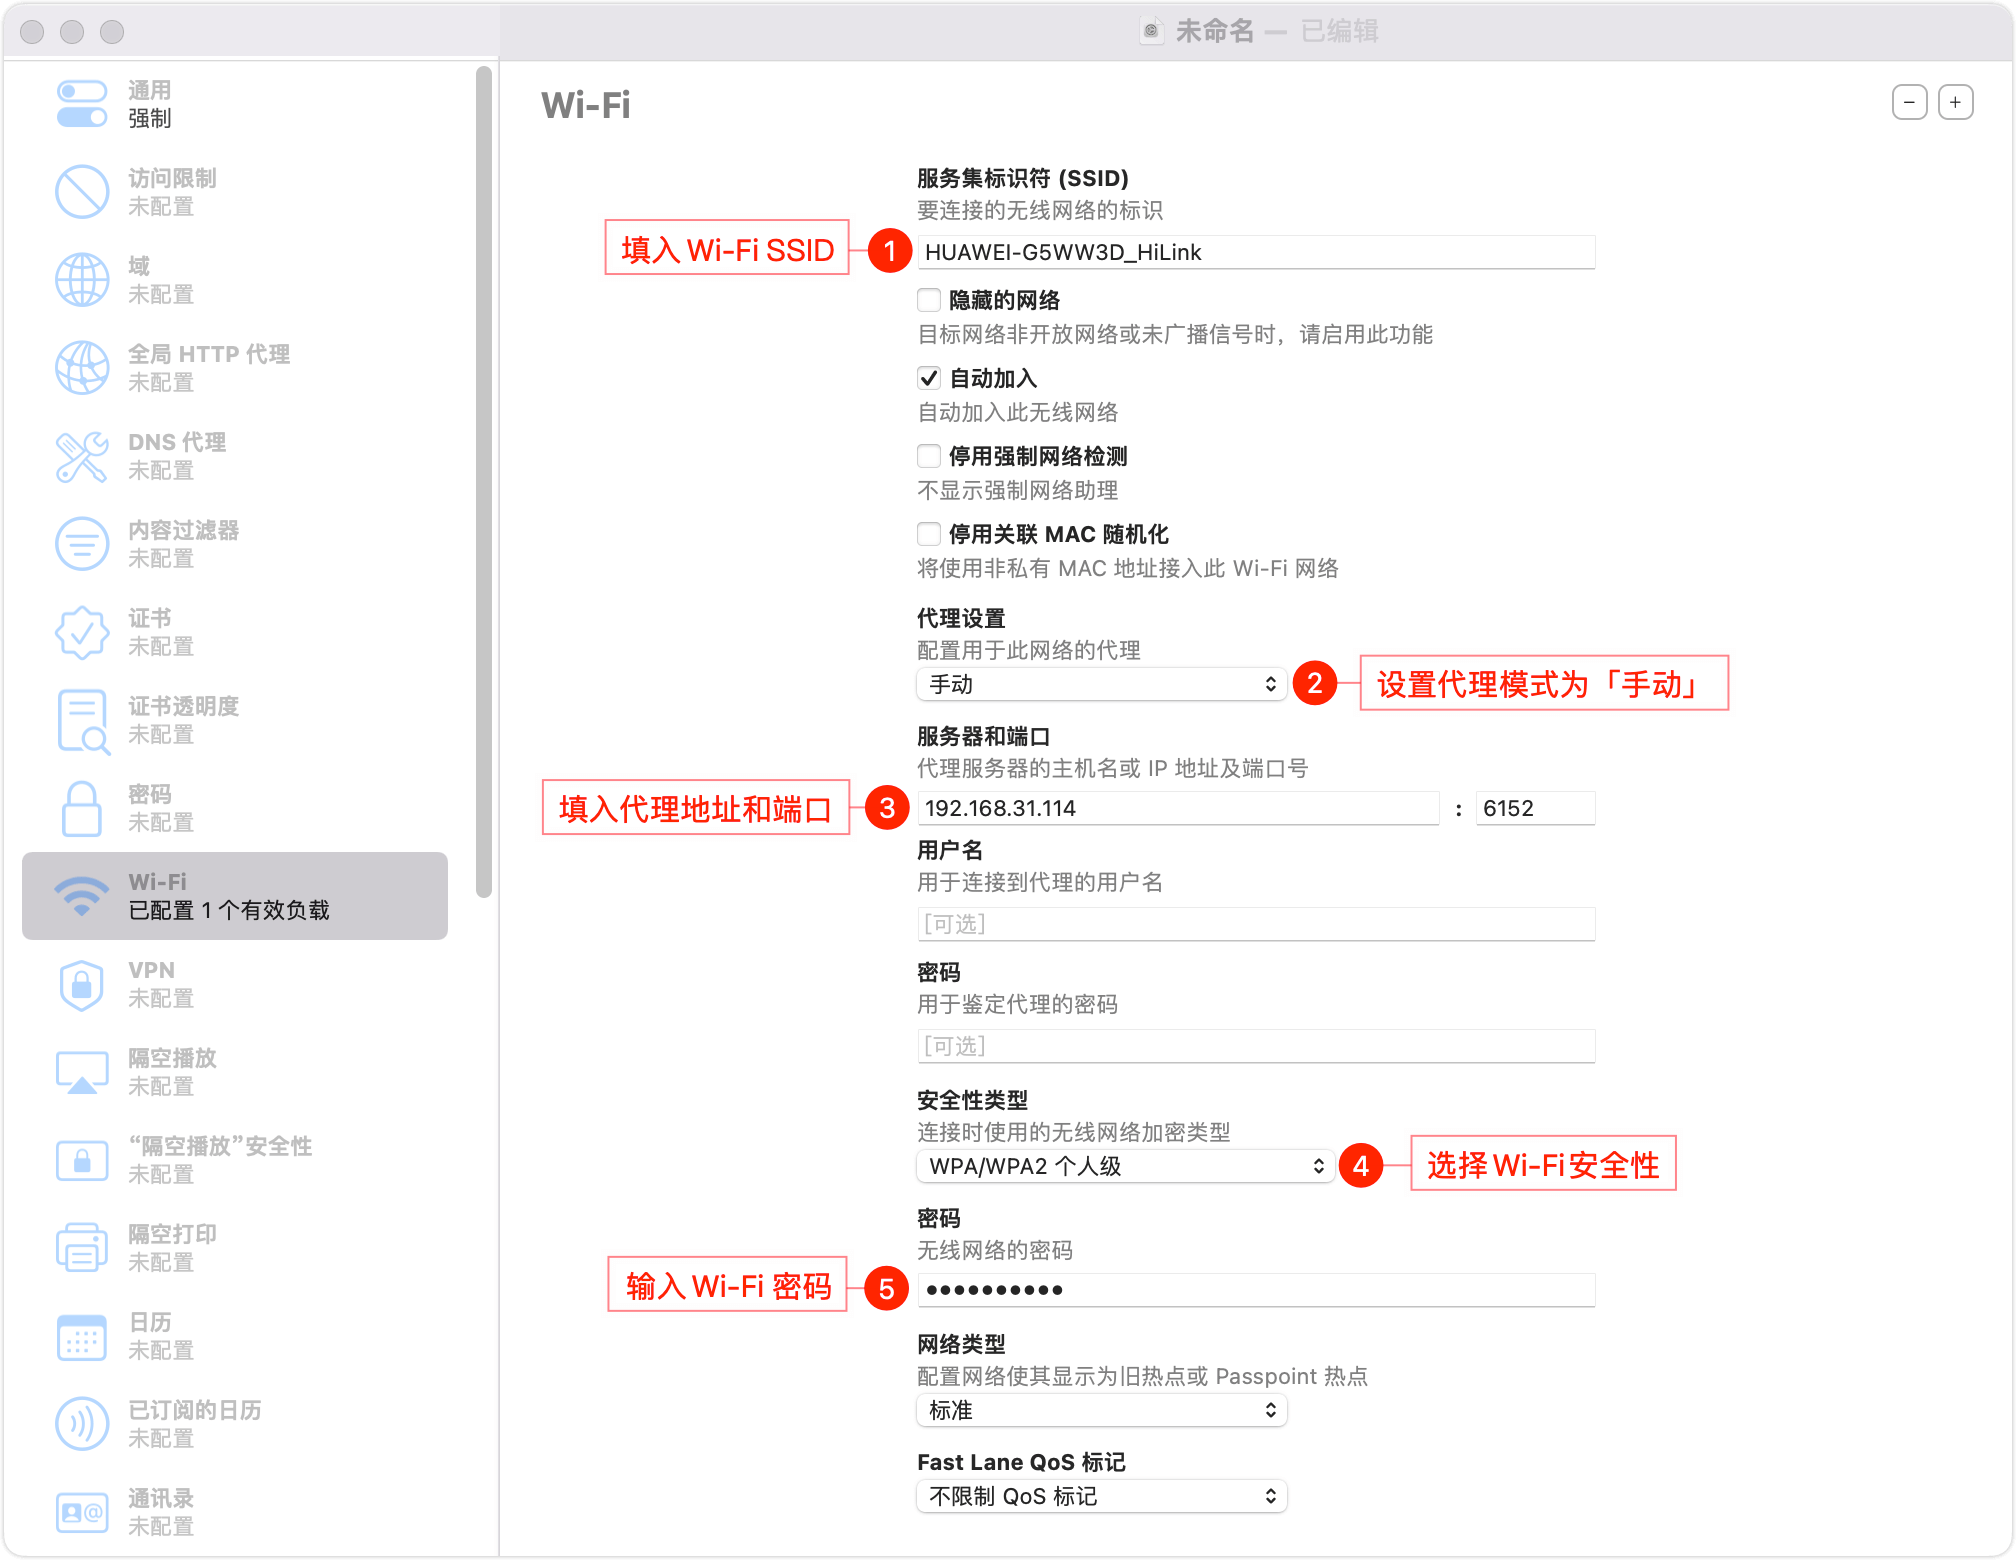 未命名 — 已编辑
通用
强制
访问限制
未配置
域
未配置
全局 HTTP 代理
未配置
DNS 代理
未配置
内容过滤器
未配置
证书
未配置
证书透明度
未配置
密码
未配置
Wi-Fi
已配置 1 个有效负载
VPN
未配置
隔空播放
未配置
“隔空播放”安全性
未配置
隔空打印
未配置
日历
未配置
已订阅的日历
未配置
通讯录
未配置
Wi-Fi
服务集标识符 (SSID)
要连接的无线网络的标识
填入 Wi-Fi SSID 1 HUAWEI-G5WW3D_HiLink
隐藏的网络
目标网络非开放网络或未广播信号时，请启用此功能
自动加入
自动加入此无线网络
停用强制网络检测
不显示强制网络助理
停用关联 MAC 随机化
将使用非私有 MAC 地址接入此 Wi-Fi 网络
代理设置
配置用于此网络的代理
手动 2 设置代理模式为「手动」
服务器和端口
代理服务器的主机名或 IP 地址及端口号
填入代理地址和端口 3 192.168.31.114 : 6152
用户名
用于连接到代理的用户名
[可选]
密码
用于鉴定代理的密码
[可选]
安全性类型
连接时使用的无线网络加密类型
WPA/WPA2 个人级 4 选择 Wi-Fi 安全性
密码
无线网络的密码
输入 Wi-Fi 密码 5 ••••••••••
网络类型
配置网络使其显示为旧热点或 Passpoint 热点
标准
Fast Lane QoS 标记
不限制 QoS 标记